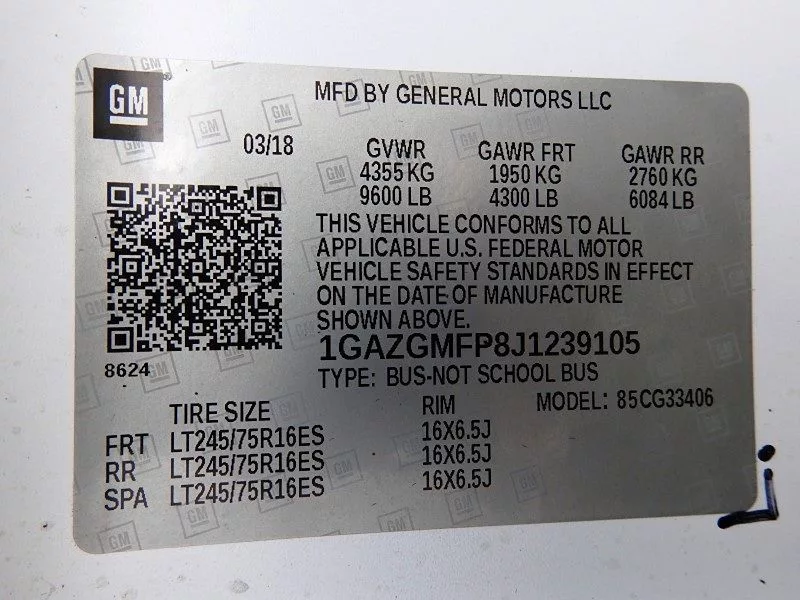 GM
MFD BY GENERAL MOTORS LLC
03/18 GVWR GAWR FRT GAWR RR
4355 KG 1950 KG 2760 KG
9600 LB 4300 LB 6084 LB
THIS VEHICLE CONFORMS TO ALL
APPLICABLE U.S. FEDERAL MOTOR
VEHICLE SAFETY STANDARDS IN EFFECT
ON THE DATE OF MANUFACTURE
SHOWN ABOVE.
1GAZGMFP8J1239105
8624
TYPE: BUS-NOT SCHOOL BUS
TIRE SIZE RIM MODEL: 85CG33406
FRT LT245/75R16ES 16X6.5J
RR LT245/75R16ES 16X6.5J
SPA LT245/75R16ES 16X6.5J